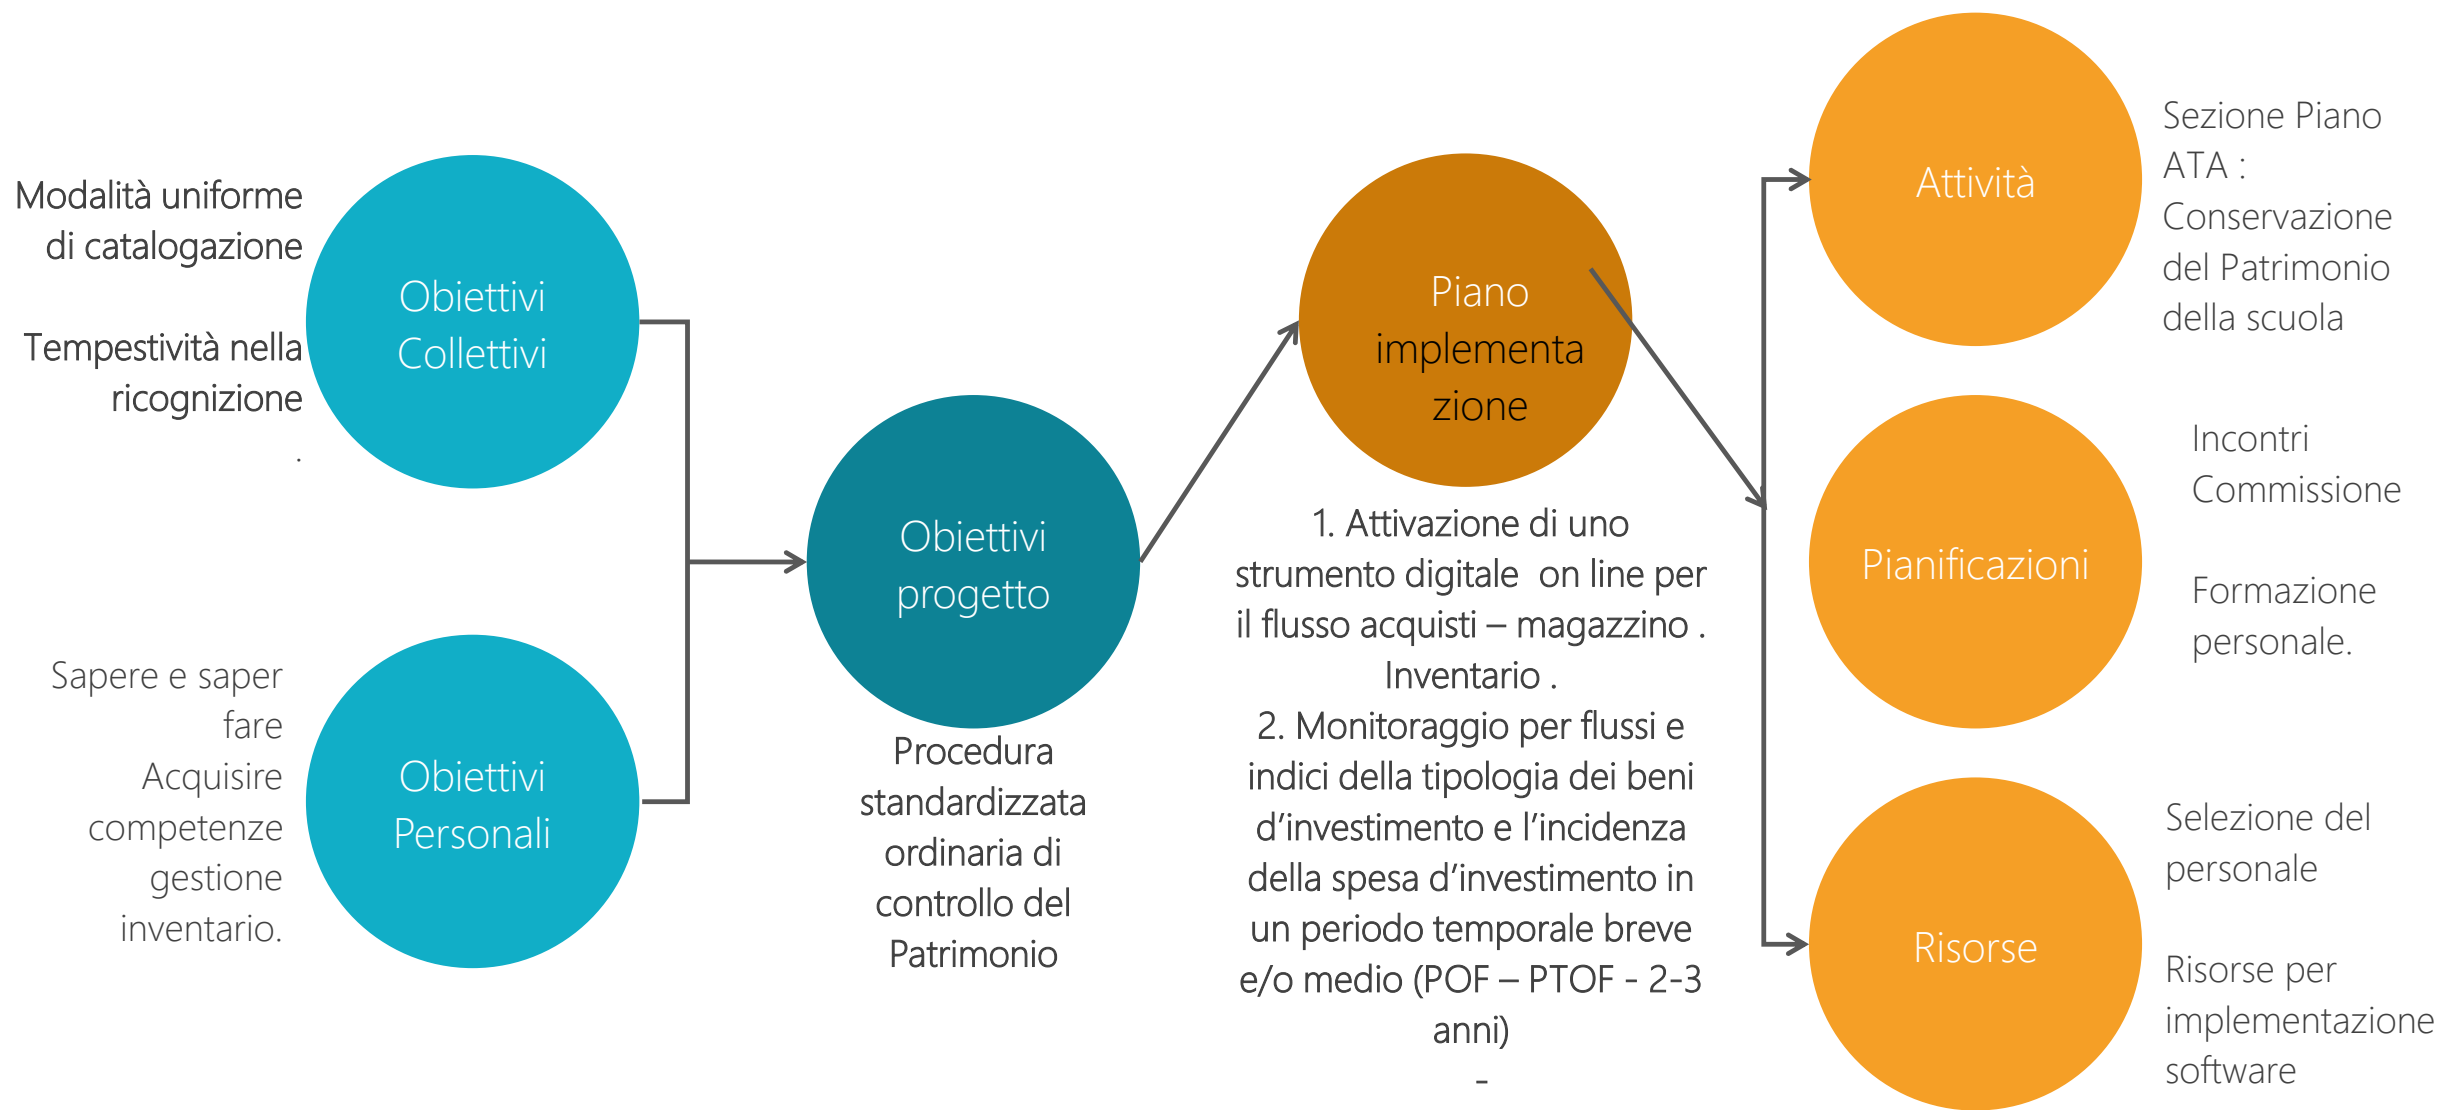 Modalità uniforme
di catalogazione
Tempestività nella
ricognizione
.
Obiettivi
Collettivi
Sapere e saper
fare
Acquisire
competenze
gestione
inventario.
Obiettivi
Personali
Obiettivi
progetto
Procedura
standardizzata
ordinaria di
controllo del
Patrimonio
Piano
implementa
zione
1. Attivazione di uno
strumento digitale  on line per
il flusso acquisti – magazzino .
Inventario .
2. Monitoraggio per flussi e
indici della tipologia dei beni
d’investimento e l’incidenza
della spesa d’investimento in
un periodo temporale breve
e/o medio (POF – PTOF - 2-3
anni)
-
Attività
Sezione Piano
ATA :
Conservazione
del Patrimonio
della scuola
Pianificazioni
Incontri
Commissione
Formazione
personale.
Risorse
Selezione del
personale
Risorse per
implementazione
software